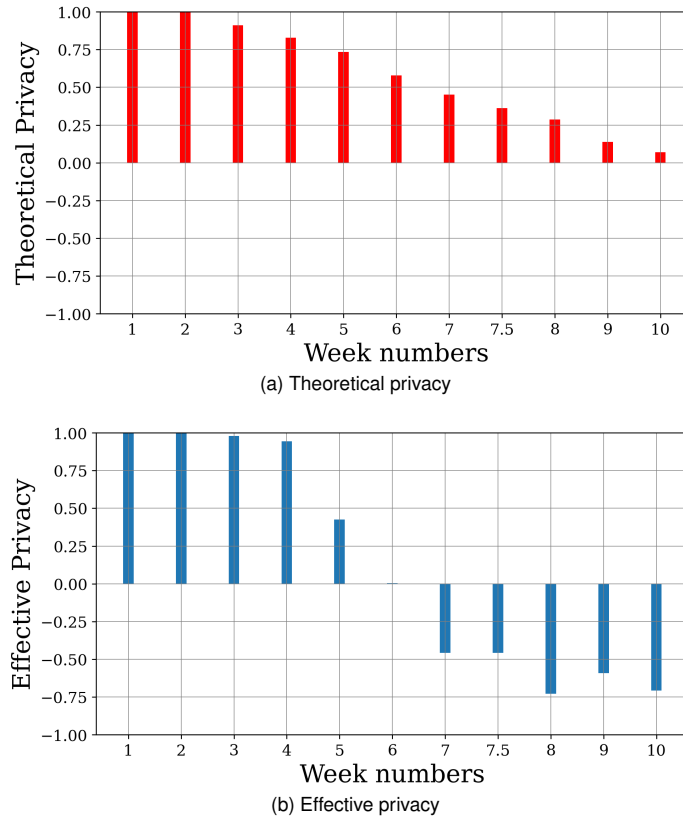 1.00
0.75
0.50
0.25
0.00
−0.25
−0.50
−0.75
−1.00
Theoretical Privacy
1 2 3 4 5 6 7 7.5 8 9 10
Week numbers
(a) Theoretical privacy
1.00
0.75
0.50
0.25
0.00
−0.25
−0.50
−0.75
−1.00
Effective Privacy
1 2 3 4 5 6 7 7.5 8 9 10
Week numbers
(b) Effective privacy